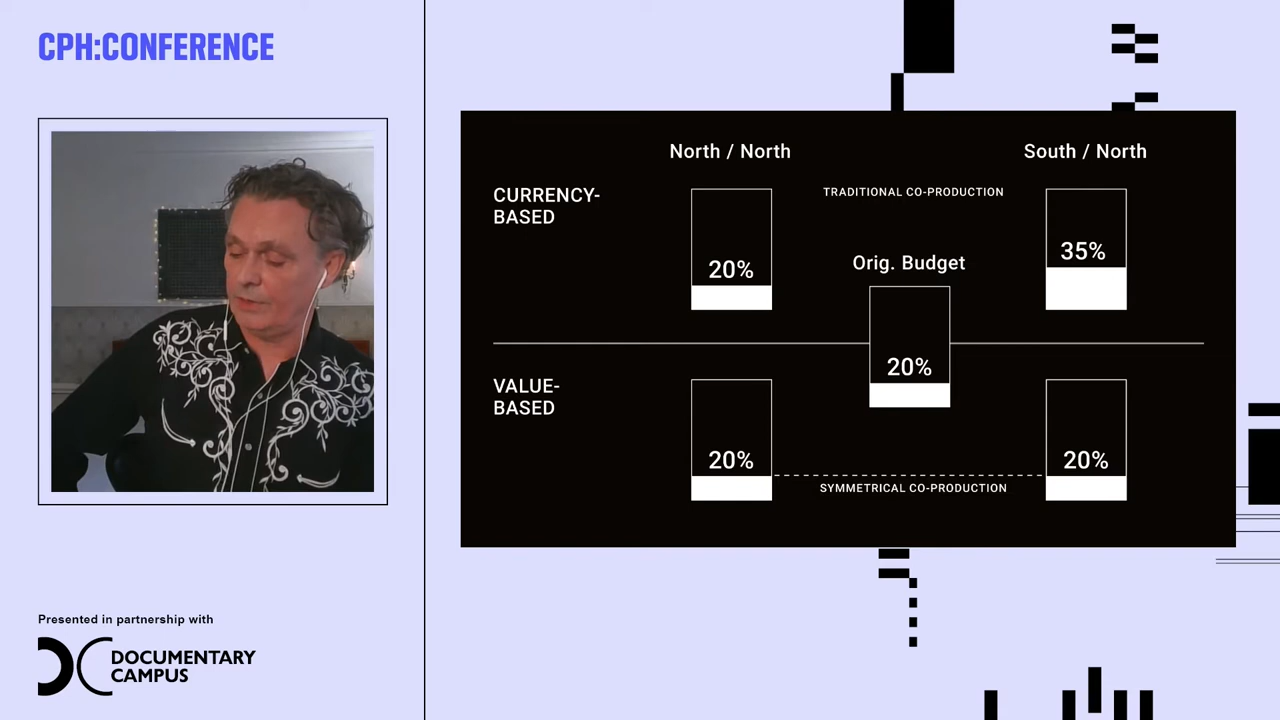 CPH:CONFERENCE
North / North
South / North
CURRENCY-
BASED
TRADITIONAL CO-PRODUCTION
20%
35%
Orig. Budget
20%
VALUE-
BASED
20%
20%
SYMMETRICAL CO-PRODUCTION
Presented in partnership with
DOCUMENTARY
CAMPUS